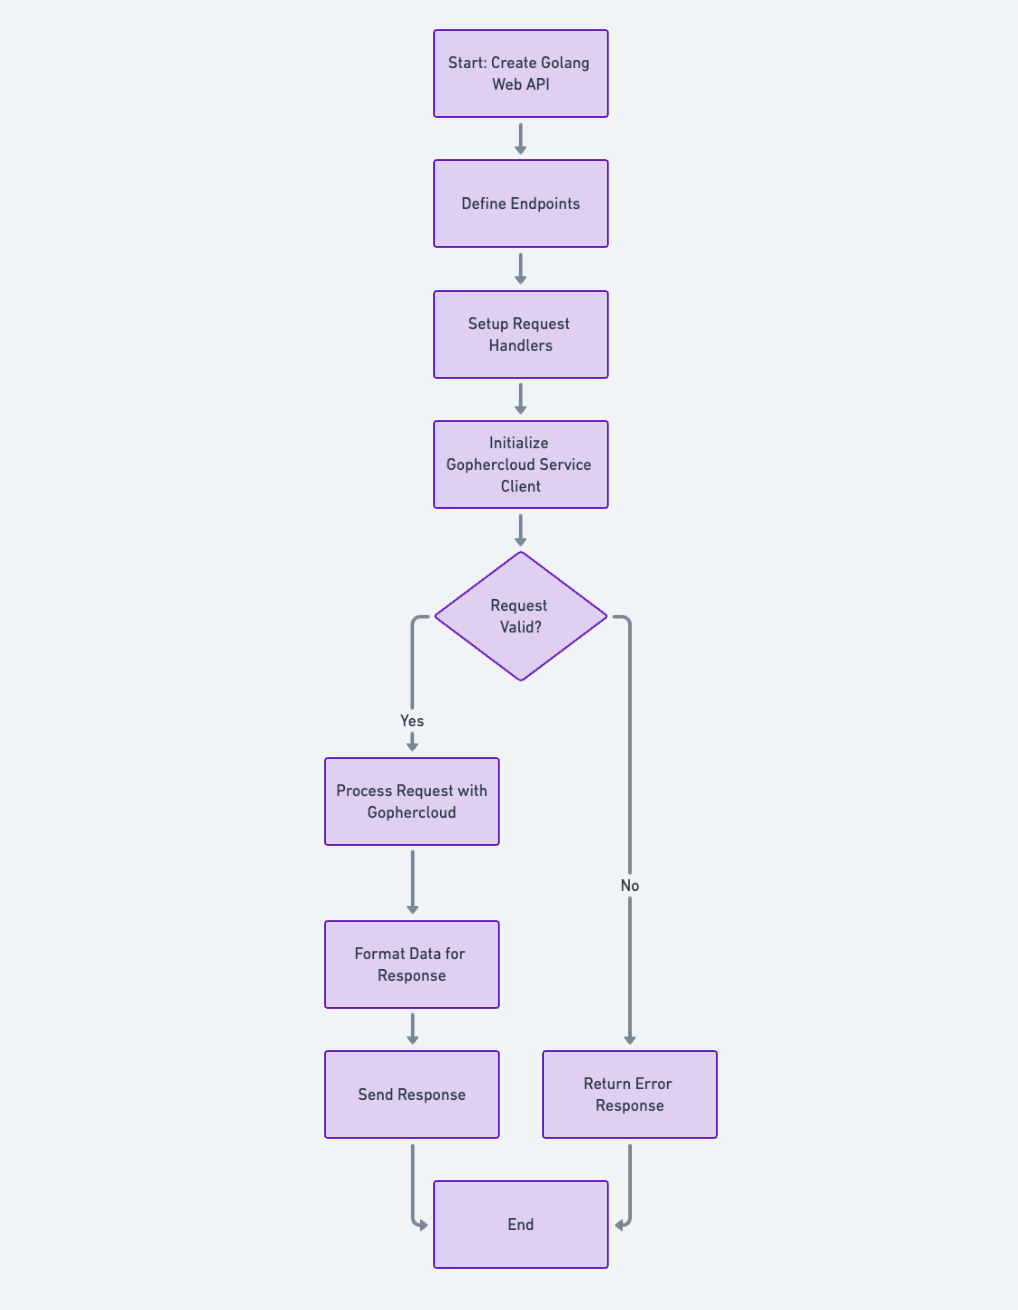 Start: Create Golang
Web API
Define Endpoints
Setup Request
Handlers
Initialize
Gophercloud Service
Client
Request
Valid?
Yes
Process Request with
Gophercloud
No
Format Data for
Response
Send Response
Return Error
Response
End